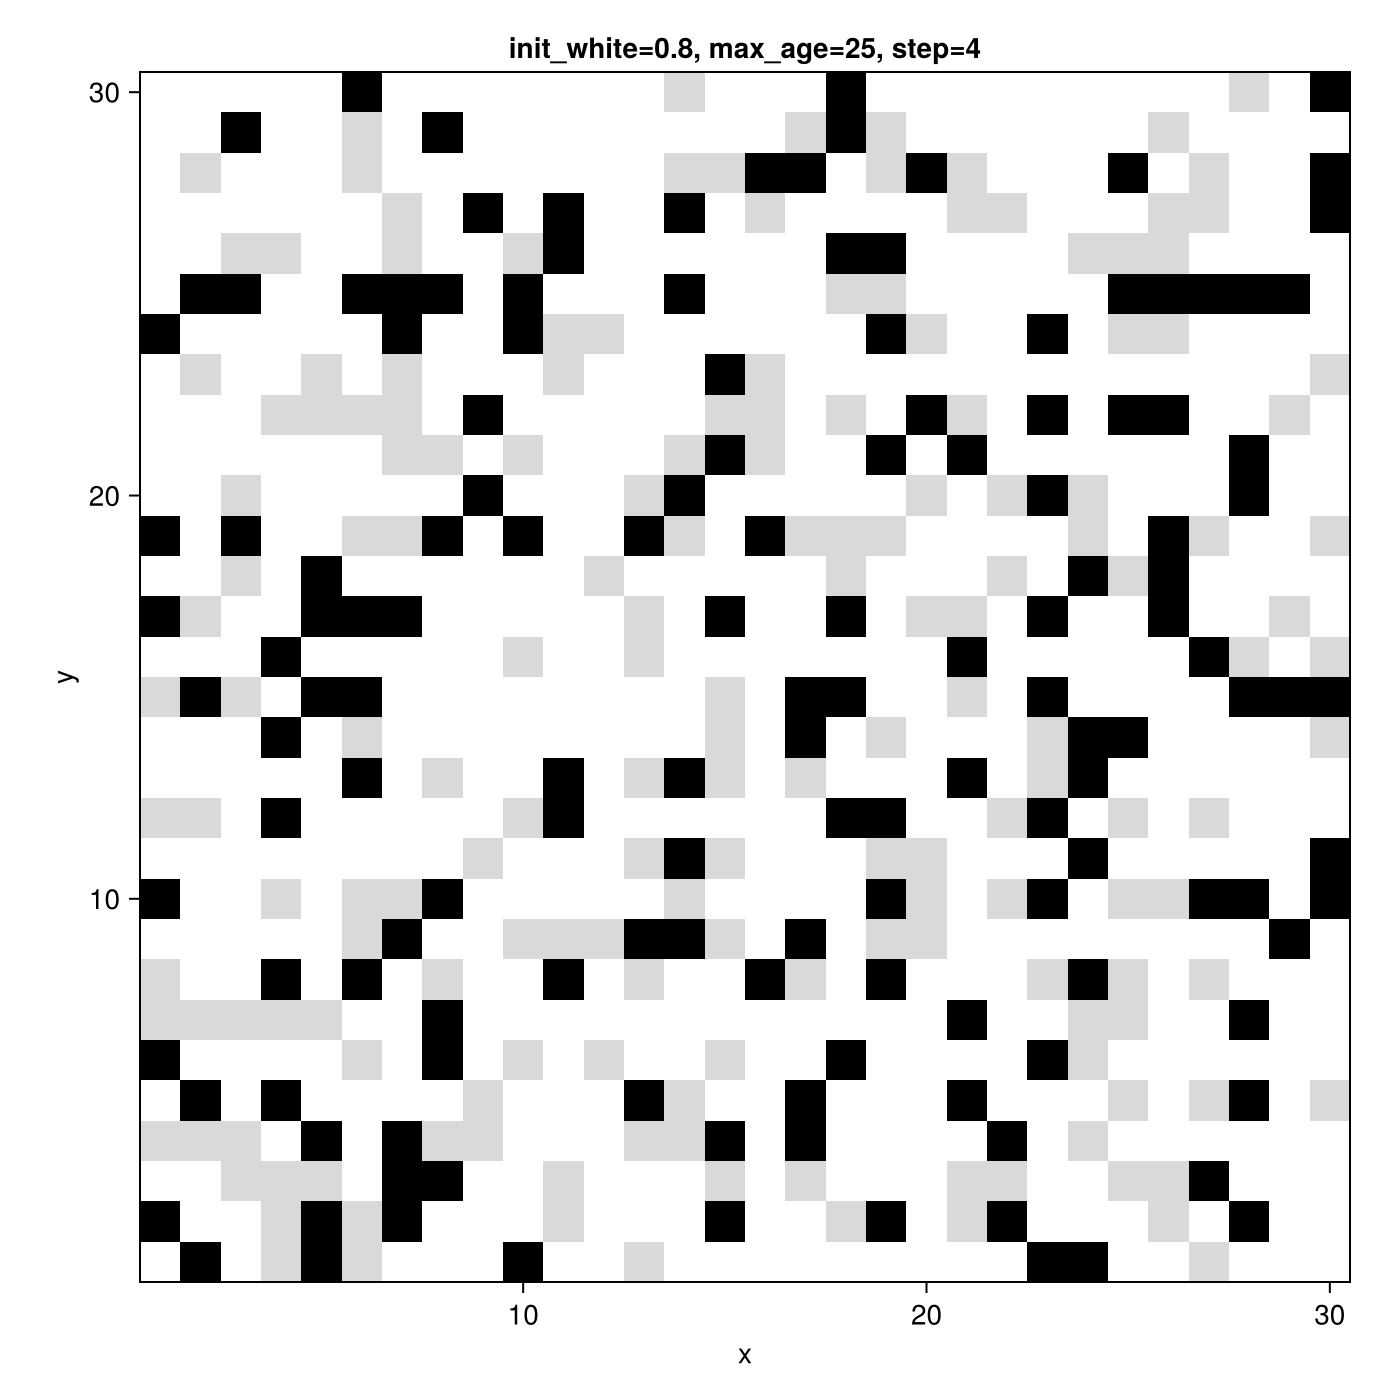 init_white=0.8, max_age=25, step=4
30
20
10
y
10 20 30
x